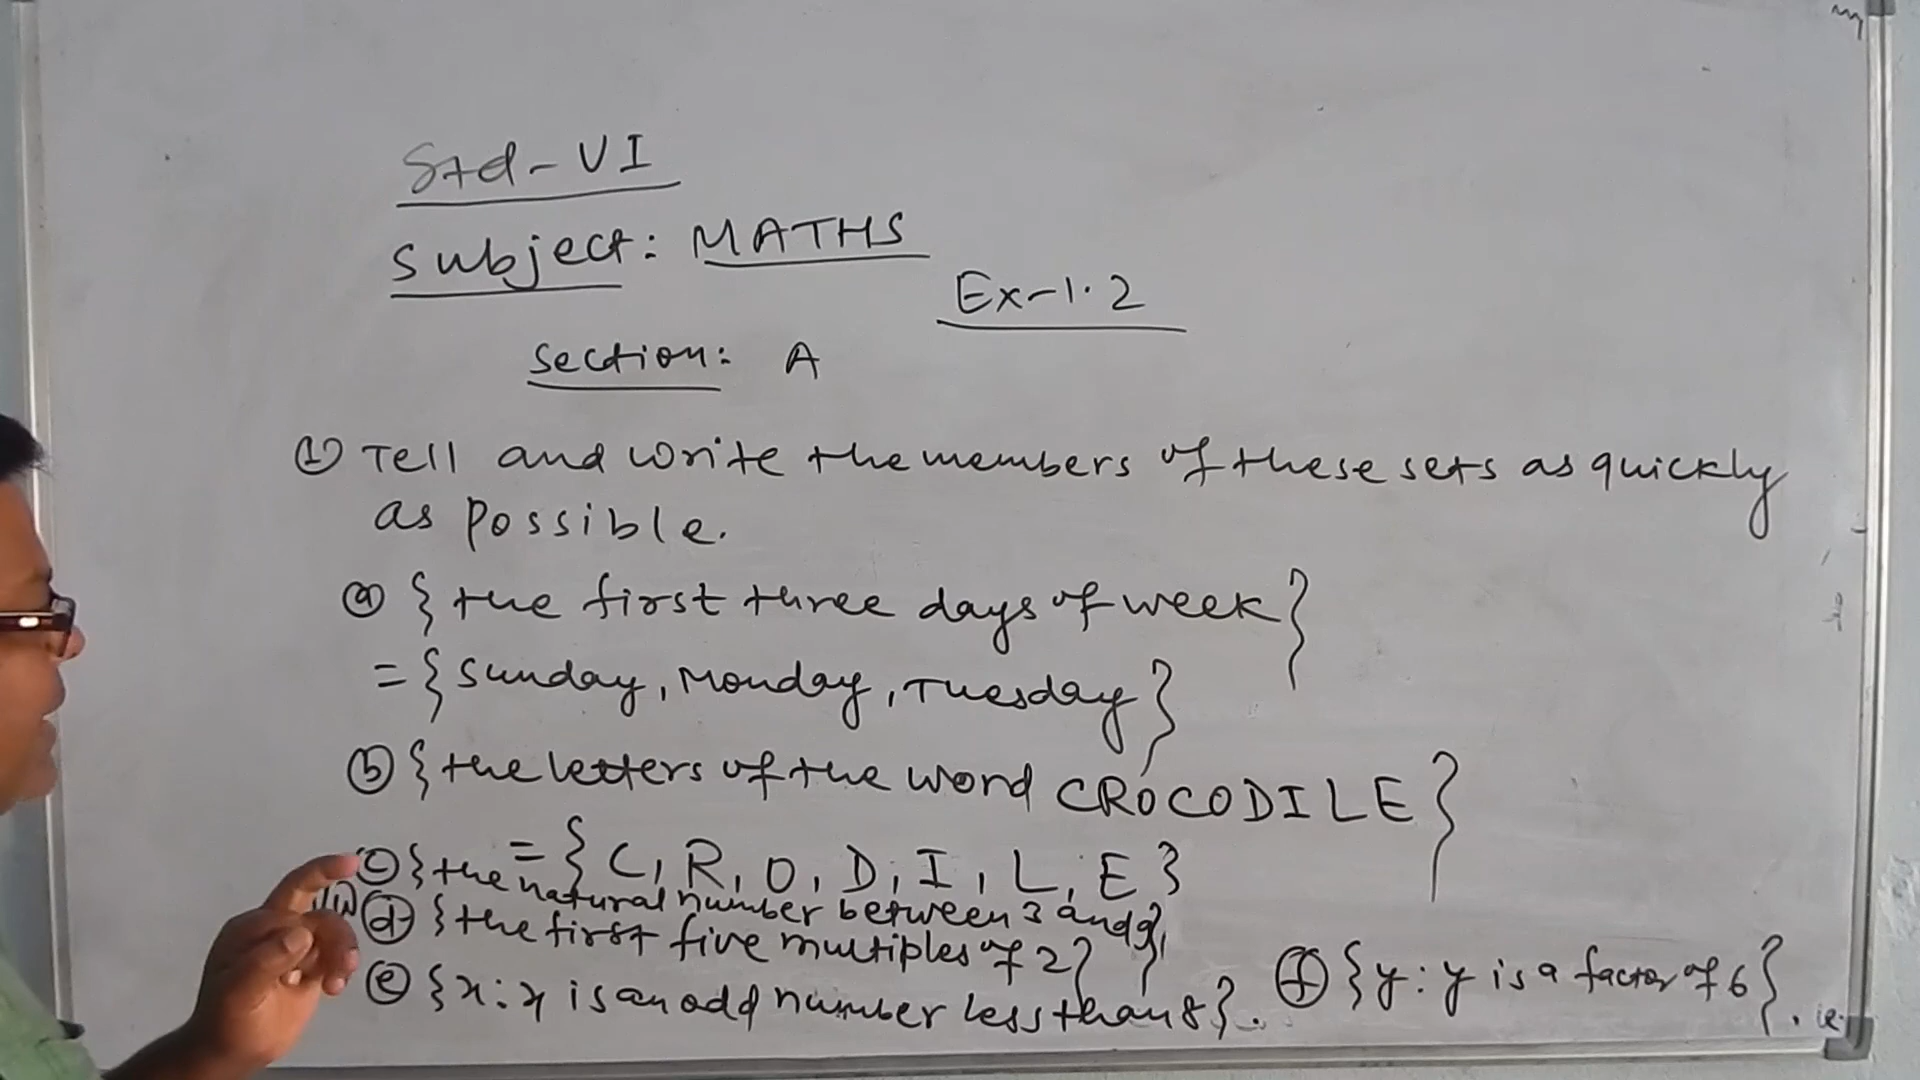 Std-VI
Subject: MATHS
Ex-1.2
Section: A
① Tell and write the members of these sets as quickly
as possible.
ⓐ {the first three days of week}
= {Sunday, Monday, Tuesday}
ⓑ {the letters of the word CROCODILE}
= {C, R, O, D, I, L, E}
ⓒ {the natural number between 3 and 9}
ⓓ {the first five multiples of 2}
ⓔ {x : x is an odd number less than 8}.
ⓕ {y : y is a factor of 6}.